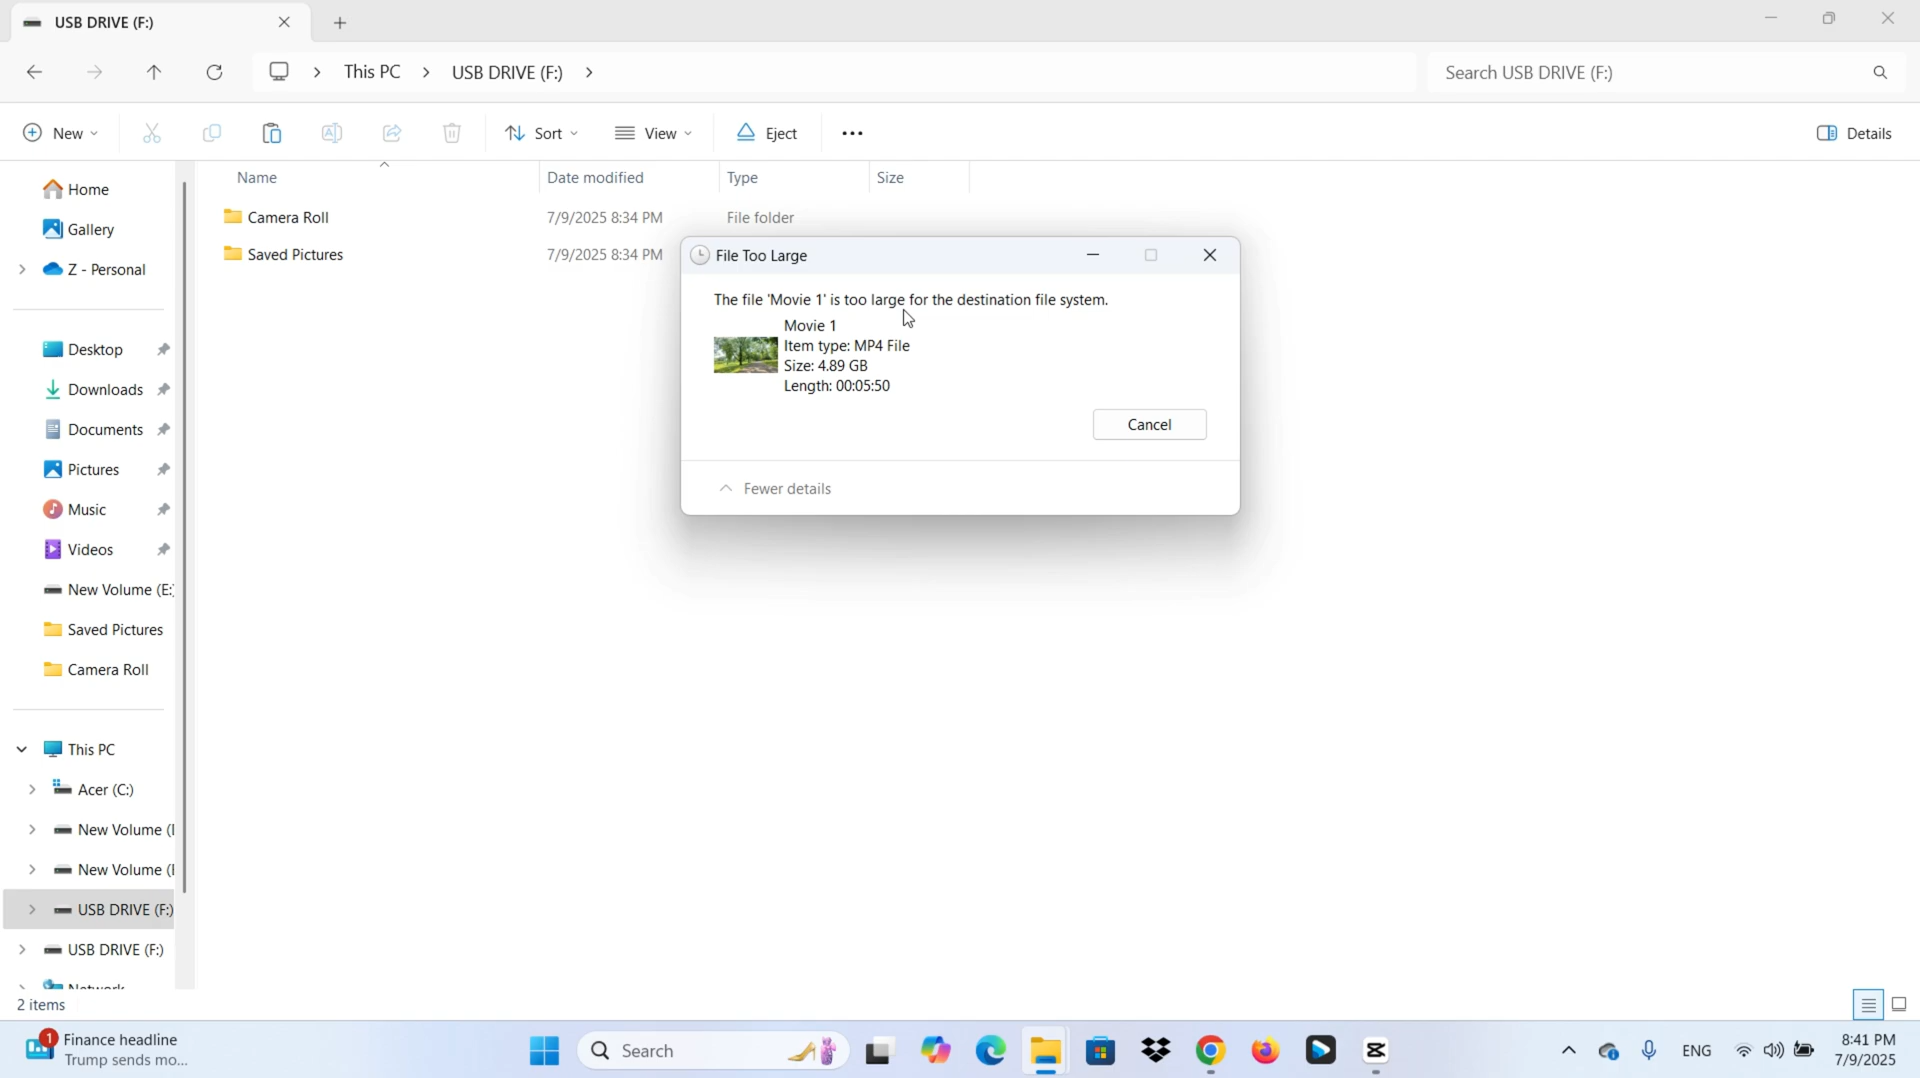 USB DRIVE (F:)
This PC > USB DRIVE (F:) >
Search USB DRIVE (F:)
New
Sort
View
Eject
Details
Name
Date modified
Type
Size
Camera Roll 7/9/2025 8:34 PM File folder
Saved Pictures 7/9/2025 8:34 PM
Home
Gallery
Z - Personal
Desktop
Downloads
Documents
Pictures
Music
Videos
New Volume (E:)
Saved Pictures
Camera Roll
This PC
Acer (C:)
New Volume (
New Volume (
USB DRIVE (F:)
USB DRIVE (F:)
Network
File Too Large
The file 'Movie 1' is too large for the destination file system.
Movie 1
Item type: MP4 File
Size: 4.89 GB
Length: 00:05:50
Cancel
Fewer details
2 items
1
Finance headline
Trump sends mo...
Search
ENG
8:41 PM
7/9/2025